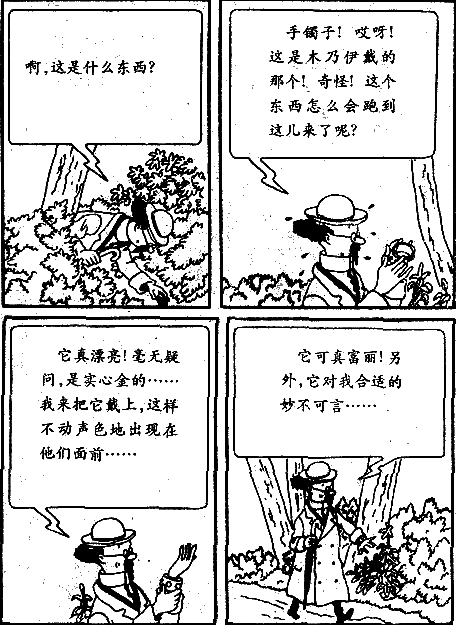 啊,这是什么东西?
手镯子! 哎呀!
这是木乃伊戴的
那个! 奇怪! 这个
东西怎么会跑到
这儿来了呢?
它真漂亮! 毫无疑
问,是实心金的……
我来把它戴上,这样
不动声色地出现在
他们面前……
它可真富丽! 另
外,它对我合适的
妙不可言……